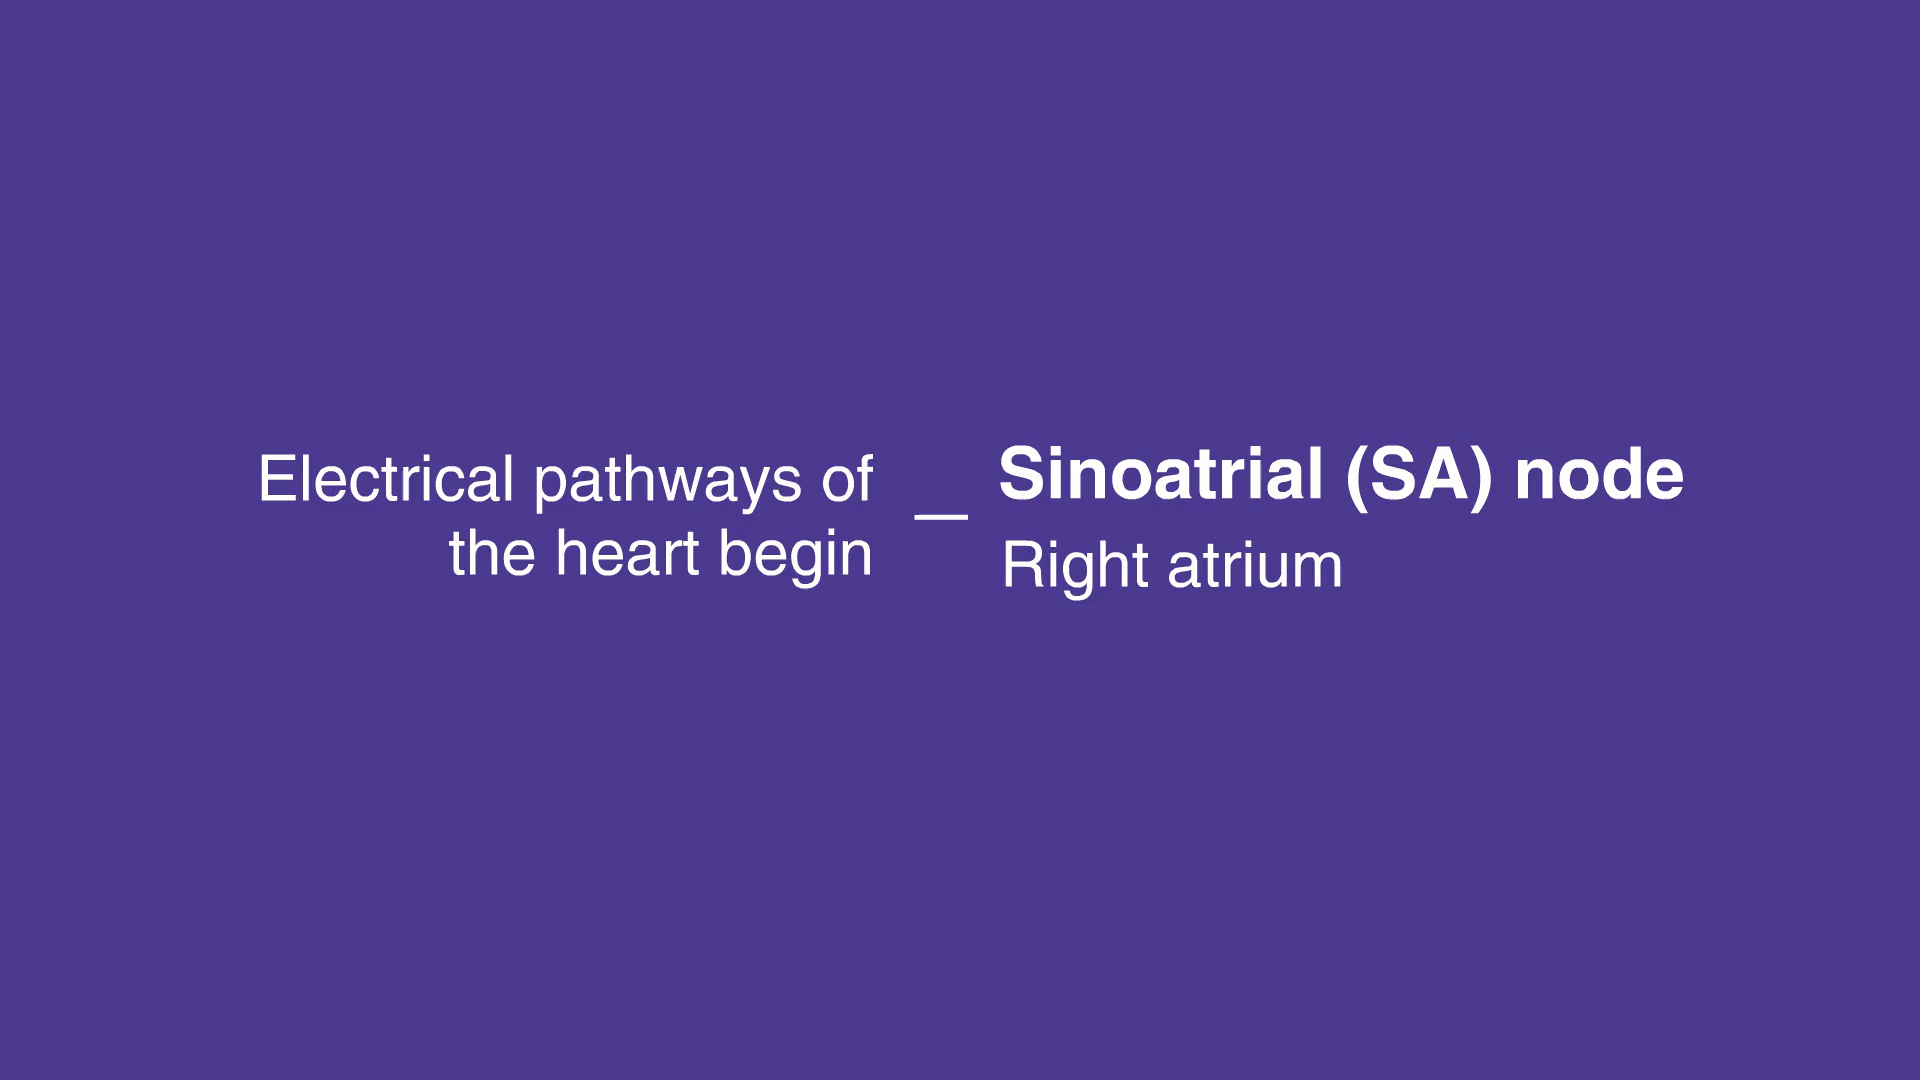 Electrical pathways of
the heart begin
–
Sinoatrial (SA) node
Right atrium